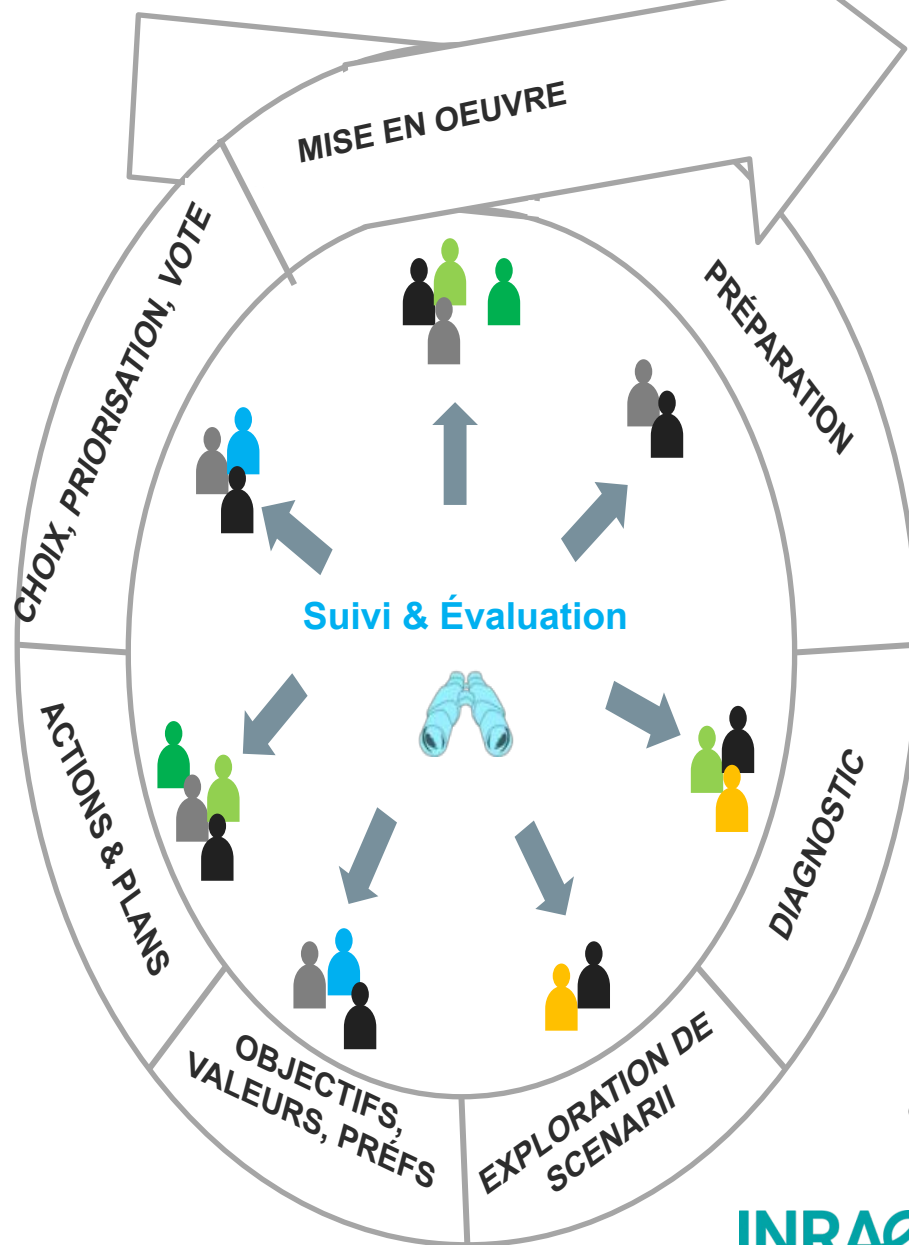 MISE EN OEUVRE
PRÉPARATION
DIAGNOSTIC
EXPLORATION DE
SCENARII
OBJECTIFS,
VALEURS, PRÉFS
ACTIONS & PLANS
CHOIX, PRIORISATION, VOTE
Suivi & Évaluation